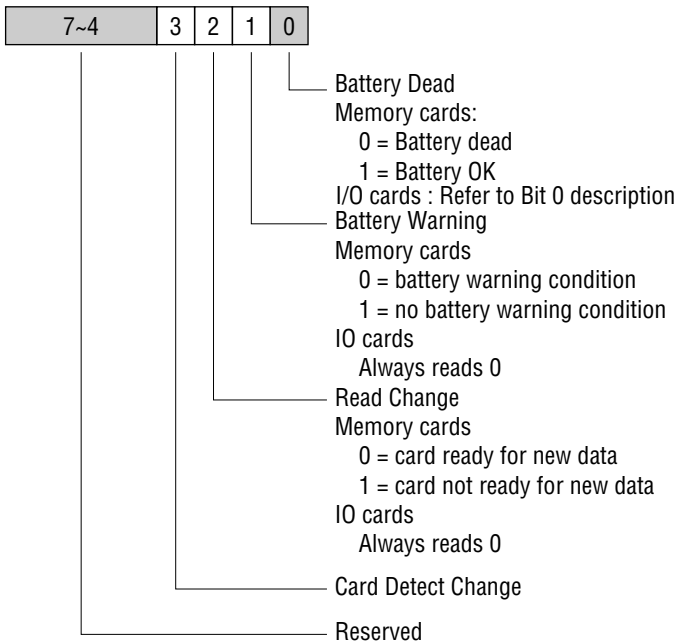 7~4 3 2 1 0
Battery Dead
Memory cards:
0 = Battery dead
1 = Battery OK
I/O cards : Refer to Bit 0 description
Battery Warning
Memory cards
0 = battery warning condition
1 = no battery warning condition
IO cards
Always reads 0
Read Change
Memory cards
0 = card ready for new data
1 = card not ready for new data
IO cards
Always reads 0
Card Detect Change
Reserved